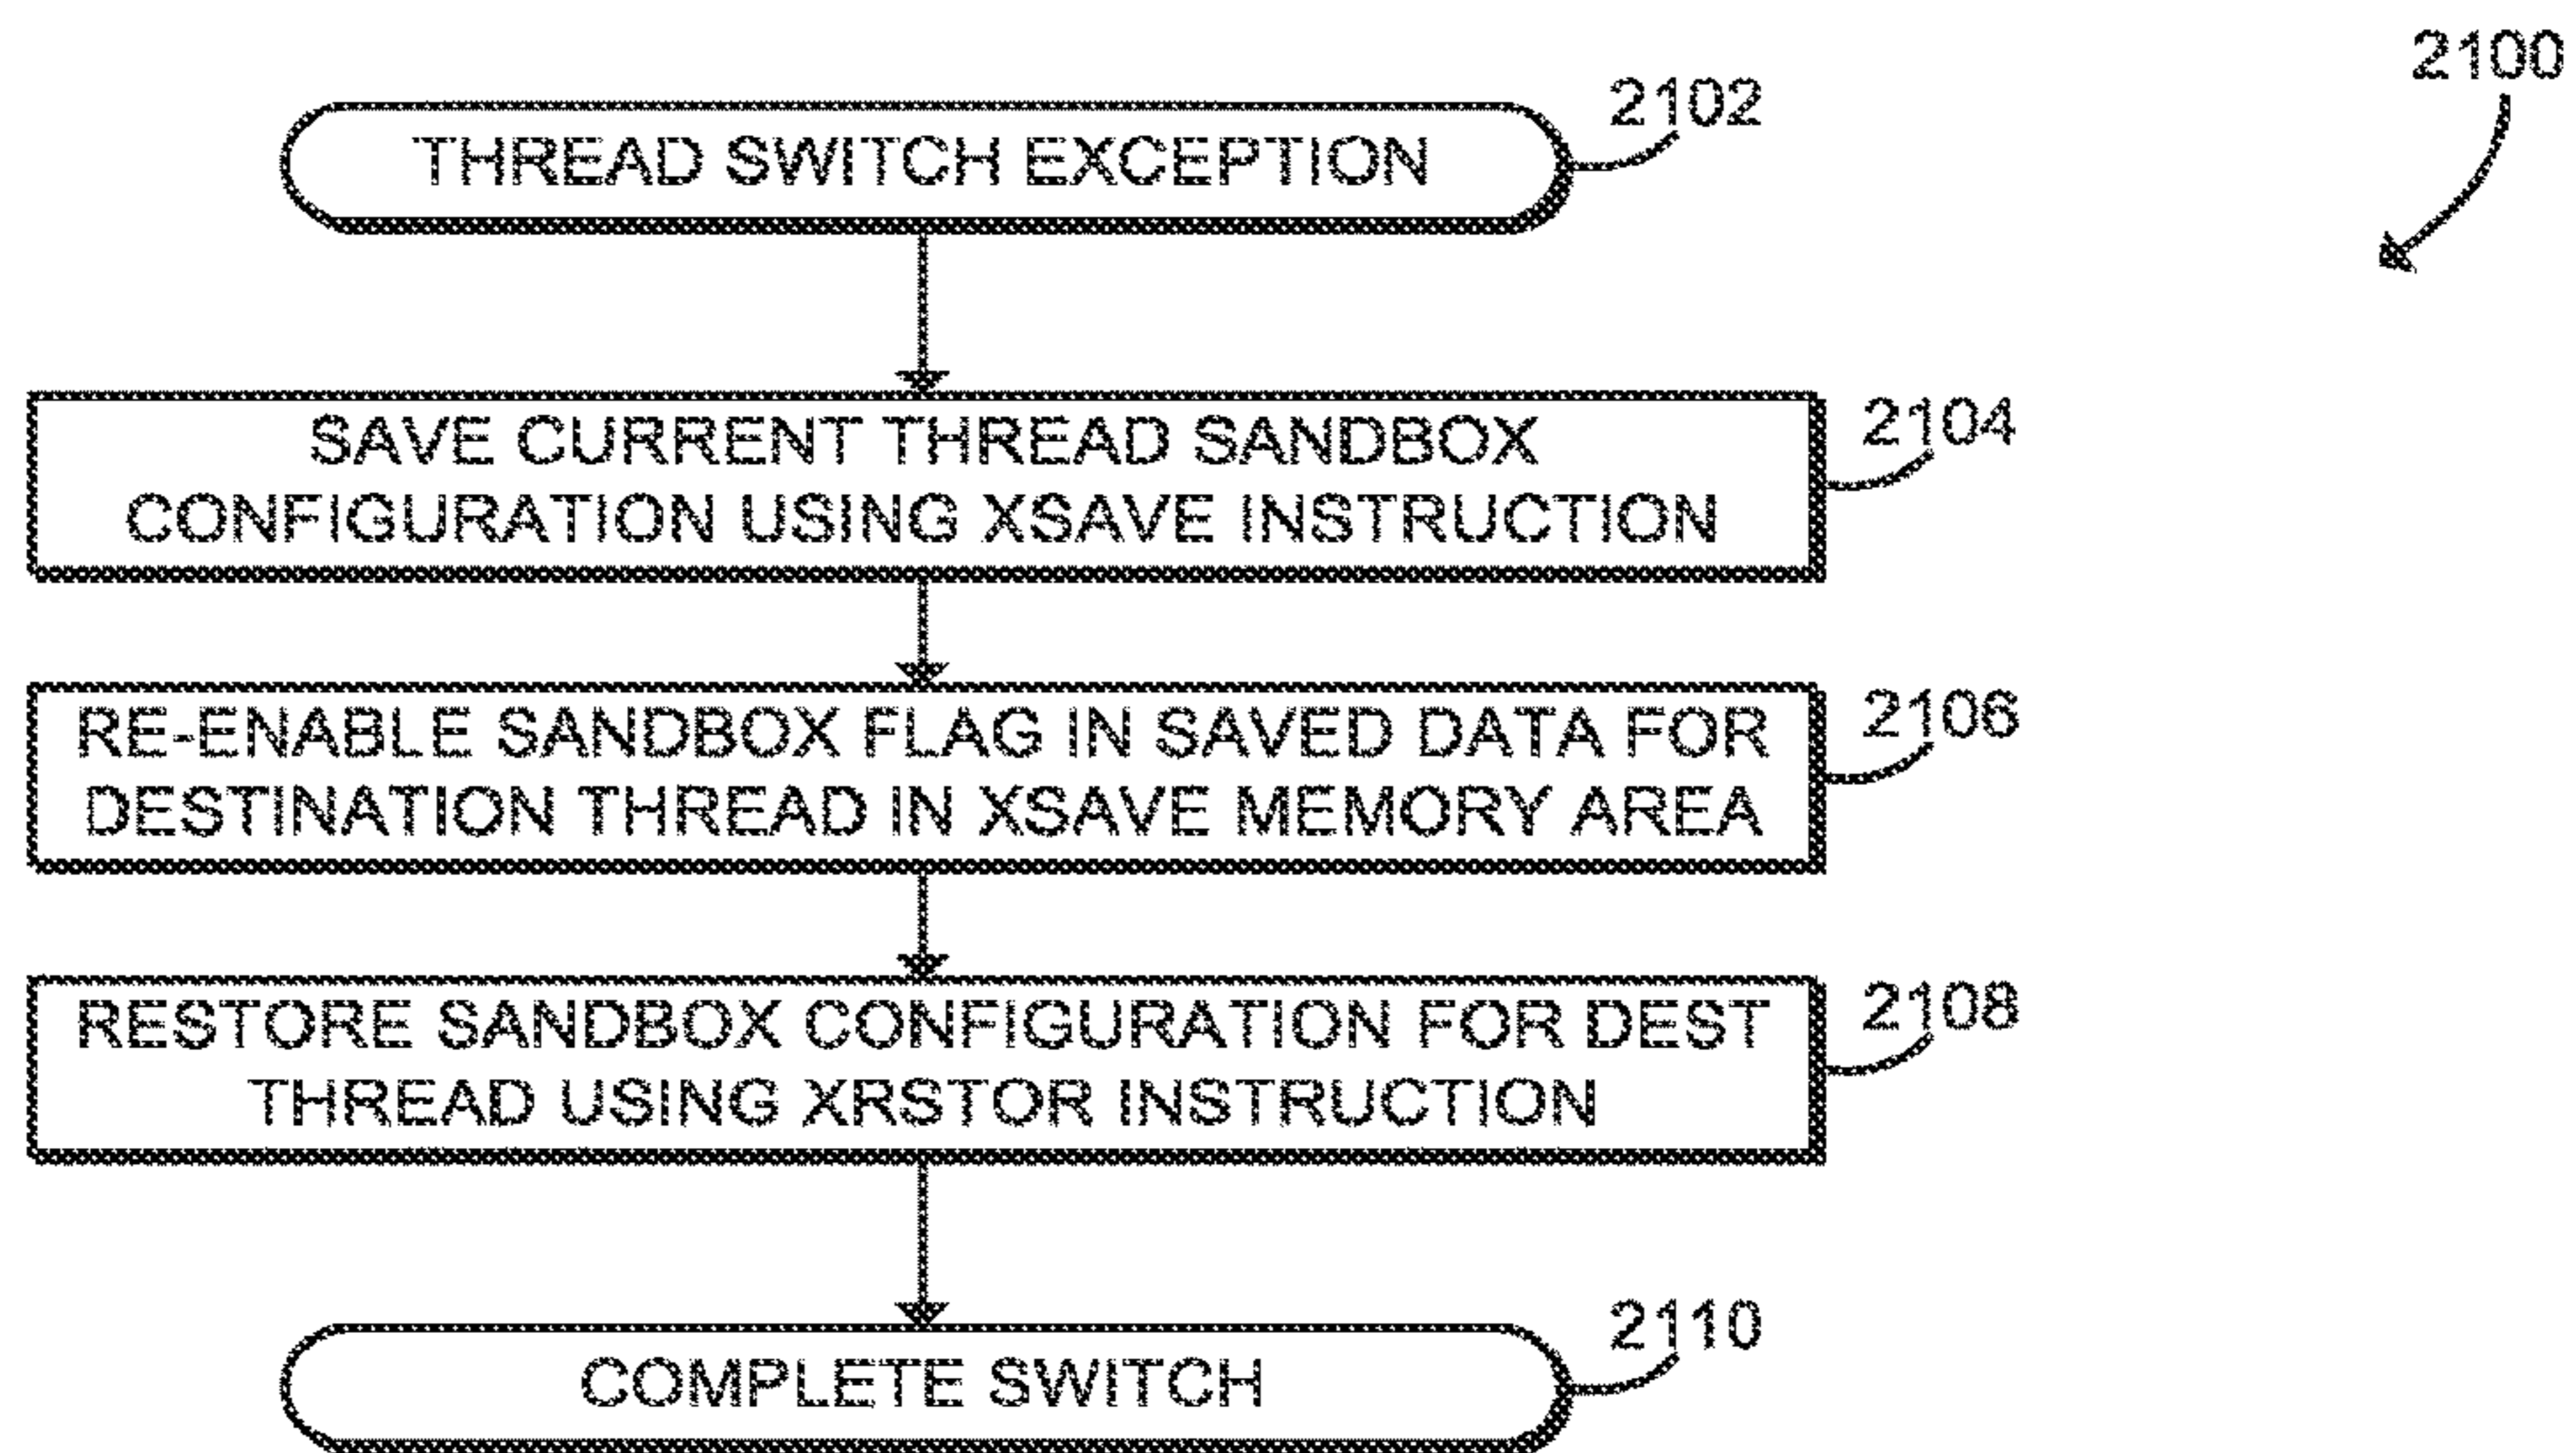 2100
THREAD SWITCH EXCEPTION
2102
SAVE CURRENT THREAD SANDBOX
CONFIGURATION USING XSAVE INSTRUCTION
2104
RE-ENABLE SANDBOX FLAG IN SAVED DATA FOR
DESTINATION THREAD IN XSAVE MEMORY AREA
2106
RESTORE SANDBOX CONFIGURATION FOR DEST
THREAD USING XRSTOR INSTRUCTION
2108
COMPLETE SWITCH
2110